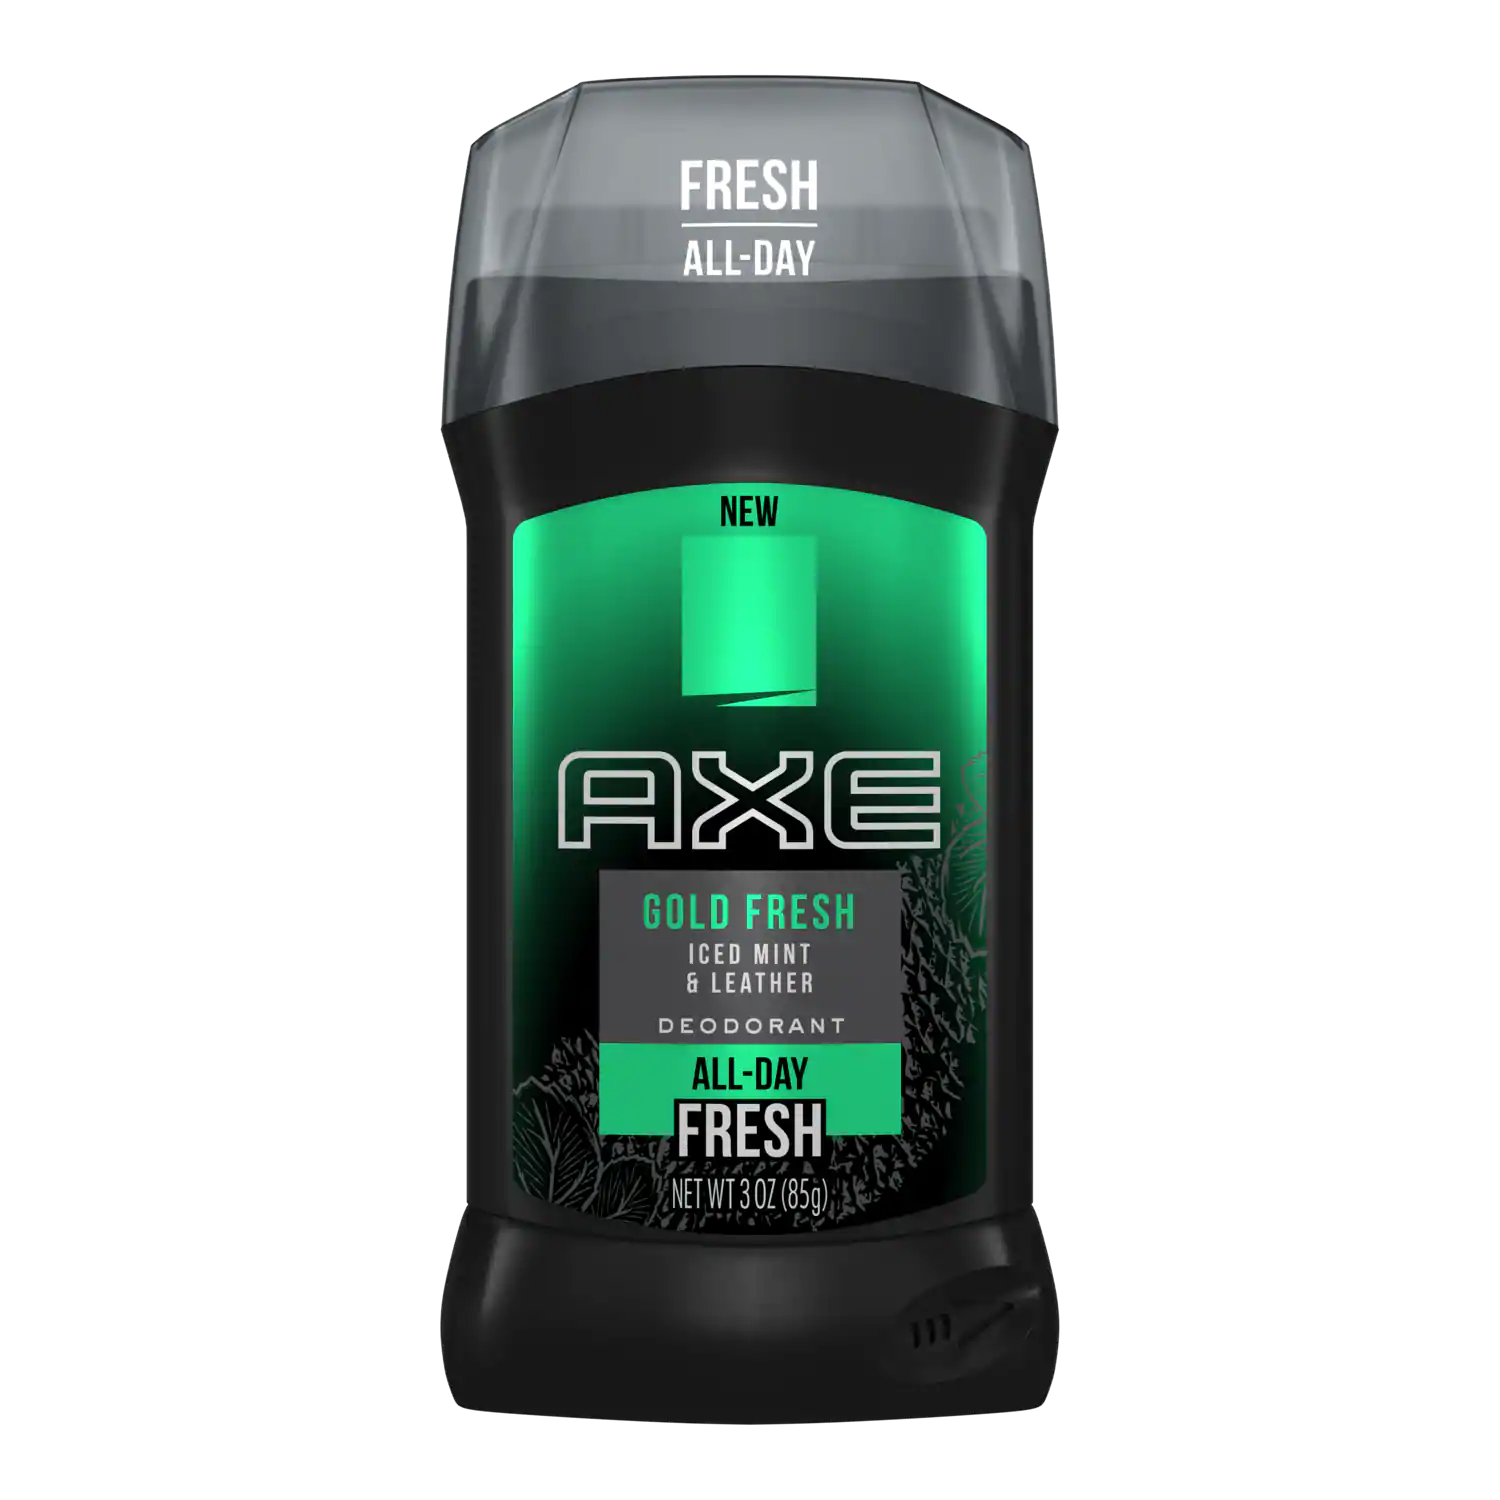 FRESH
ALL-DAY
NEW
AXE
GOLD FRESH
ICED MINT
& LEATHER
DEODORANT
ALL-DAY
FRESH
NET WT 3 OZ (85g)